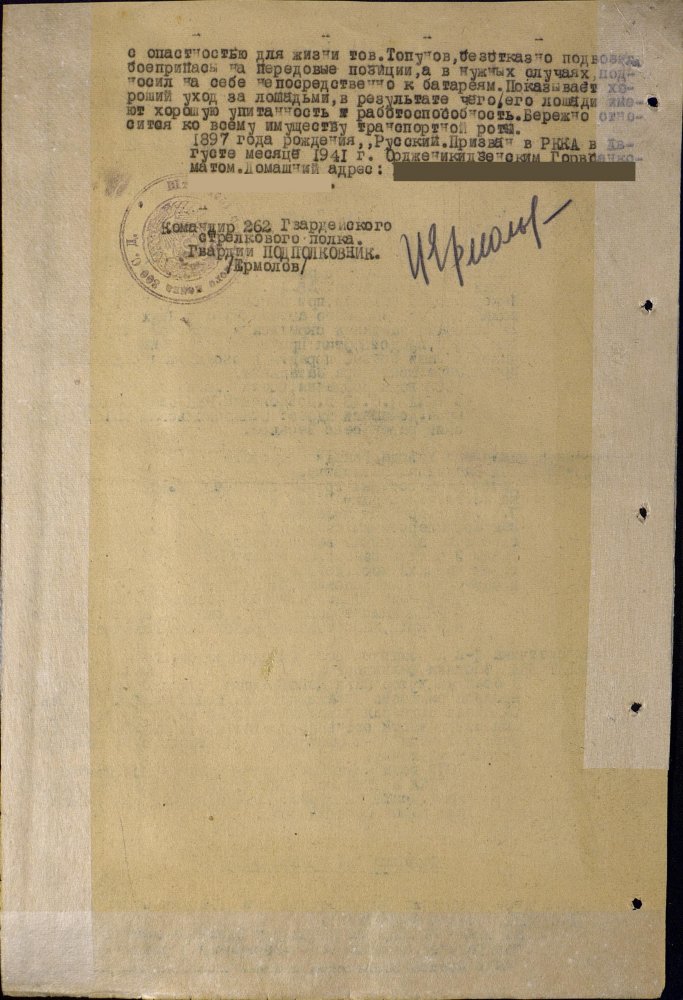 с опастностью для жизни тов. Топунов, безотказно подвозил
боеприпасы на передовые позиции, а в нужных случаях, под-
носил на себе непосредственно к батареям. Показывает хо-
роший уход за лошадьми, в результате чего, его лошади име-
ют хорошую упитанность и работоспособность. Бережно отно-
сится ко всему имуществу транспортной роты.
1897 года рождения,, Русский. Призван в РККА в Ав-
густе месяце 1941 г. Орджоникидзенским Горвоенко-
матом. Домашний адрес:
Командир 262 Гвардейского
стрелкового полка.
Гвардии ПОДПОЛКОВНИК.
/Ермолов/
Ермолов